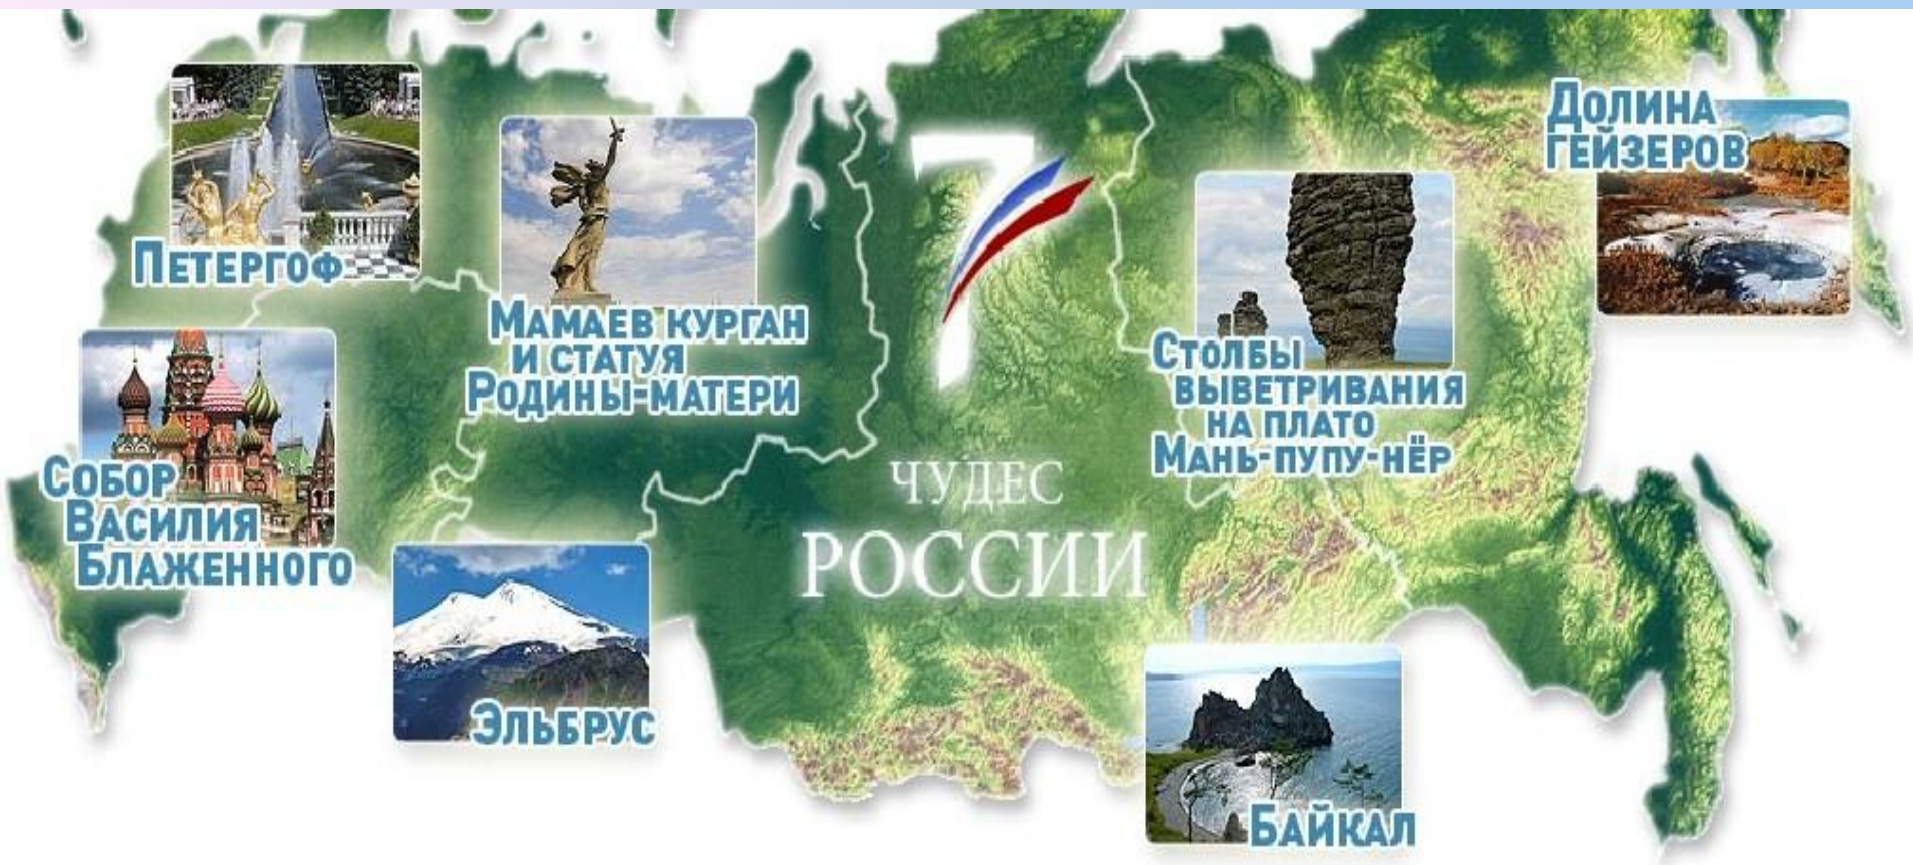 Петергоф
Мамаев курган
и статуя
Родины-матери
7
чудес
России
Столбы
выветривания
на плато
Мань-пупу-нёр
Долина
гейзеров
Собор
Василия
Блаженного
Эльбрус
Байкал